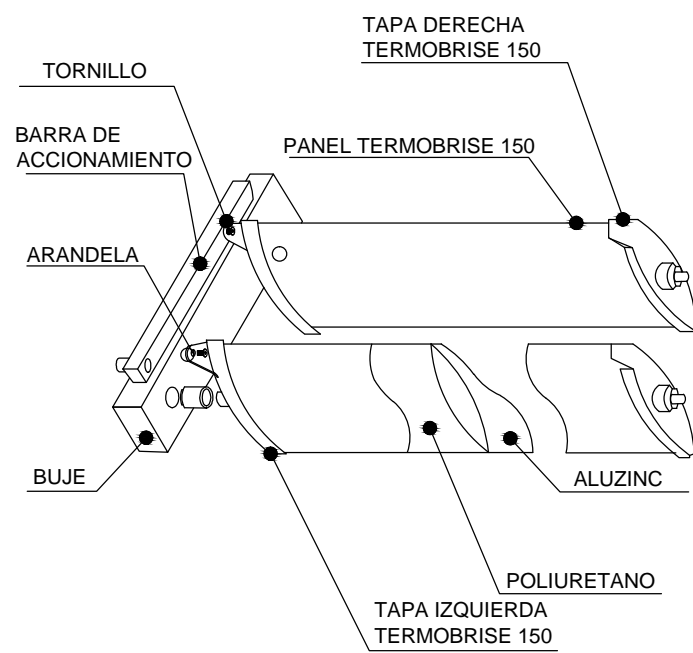 TAPA DERECHA
TERMOBRISE 150
TORNILLO
BARRA DE
ACCIONAMIENTO
PANEL TERMOBRISE 150
ARANDELA
BUJE
ALUZINC
POLIURETANO
TAPA IZQUIERDA
TERMOBRISE 150